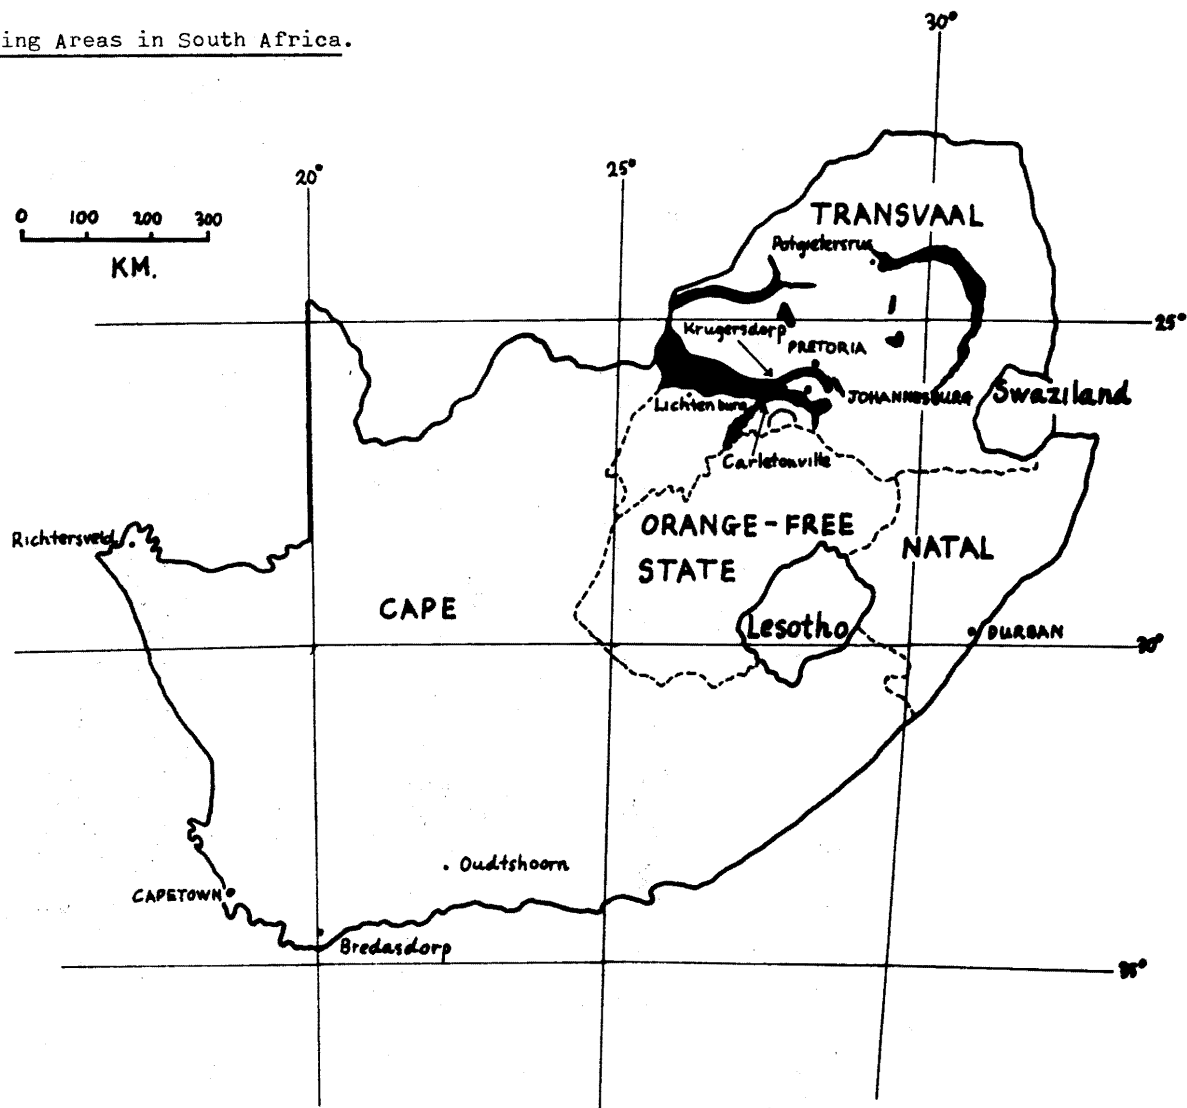 ing Areas in South Africa.
30°
20°
25°
0 100 200 300
KM.
TRANSVAAL
Potgietersrus
25°
Krugersdorp
PRETORIA
Lichtenburg
JOHANNESBURG
Swaziland
Carletonville
Richtersveld
ORANGE-FREE
STATE
NATAL
CAPE
Lesotho
DURBAN
30°
Oudtshoorn
CAPETOWN
Bredasdorp
35°